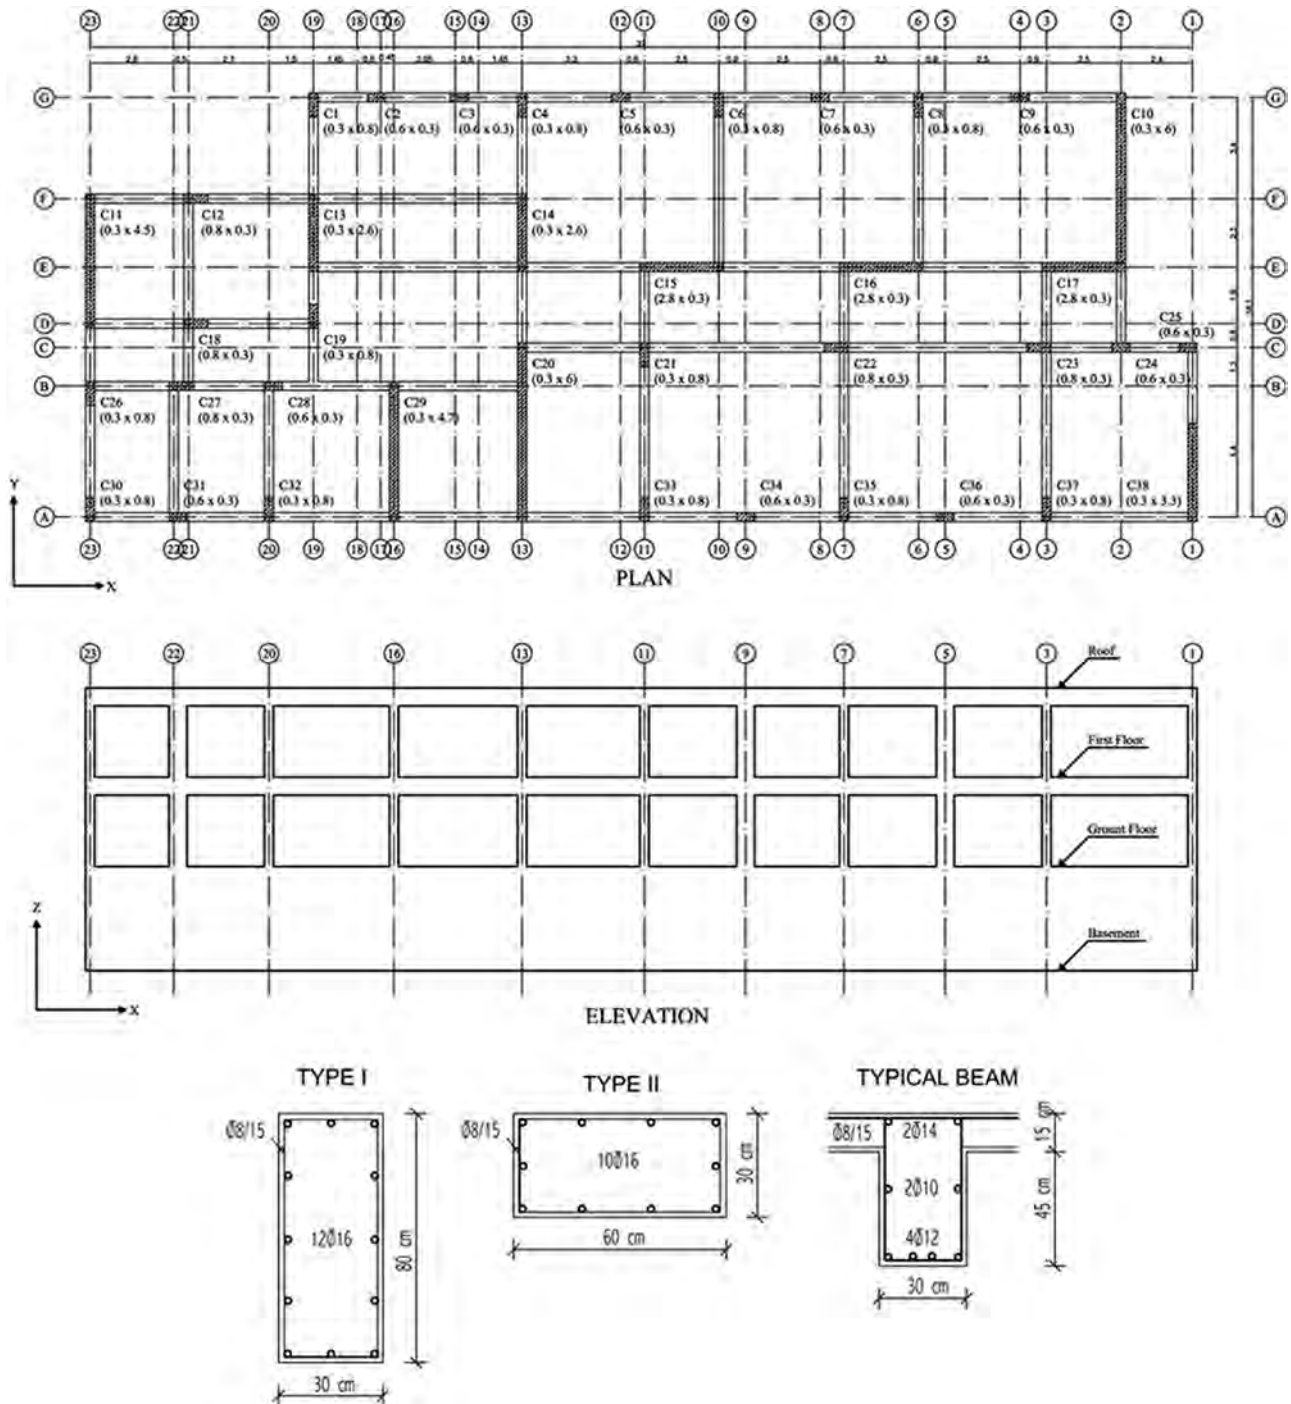 23 22 21 20 19 18 17 16 15 14 13 12 11 10 9 8 7 6 5 4 3 2 1
G G
C1 C2 C3 C4 C5 C6 C7 C8 C9 C10
(0.3 x 0.8) (0.6 x 0.3) (0.6 x 0.3) (0.3 x 0.8) (0.6 x 0.3) (0.3 x 0.8) (0.6 x 0.3) (0.3 x 0.8) (0.6 x 0.3) (0.3 x 6)
F F
C11 C12 C13 C14
(0.3 x 4.5) (0.8 x 0.3) (0.3 x 2.6) (0.3 x 2.6)
E E
C15 C16 C17
(2.8 x 0.3) (2.8 x 0.3) (2.8 x 0.3)
D D
C25
(0.6 x 0.3)
C18 C19
(0.8 x 0.3) (0.3 x 0.8)
C C
C20 C21 C22 C23 C24
(0.3 x 6) (0.3 x 0.8) (0.8 x 0.3) (0.8 x 0.3) (0.6 x 0.3)
B B
C26 C27 C28 C29
(0.3 x 0.8) (0.8 x 0.3) (0.6 x 0.3) (0.3 x 4.7)
Y
C30 C31 C32 C33 C34 C35 C36 C37 C38
(0.3 x 0.8) (0.6 x 0.3) (0.3 x 0.8) (0.3 x 0.8) (0.6 x 0.3) (0.3 x 0.8) (0.6 x 0.3) (0.3 x 0.8) (0.3 x 3.3)
A A
23 22 21 20 19 18 17 16 15 14 13 12 11 10 9 8 7 6 5 4 3 2 1
X
PLAN
23 22 20 16 13 11 9 7 5 3 1
Roof
First Floor
Grount Floor
Z
Basement
X
ELEVATION
TYPE I
Ø8/15
12Ø16
80 cm
30 cm
TYPE II
Ø8/15
10Ø16
30 cm
60 cm
TYPICAL BEAM
Ø8/15
2Ø14
15 cm
2Ø10
45 cm
4Ø12
30 cm